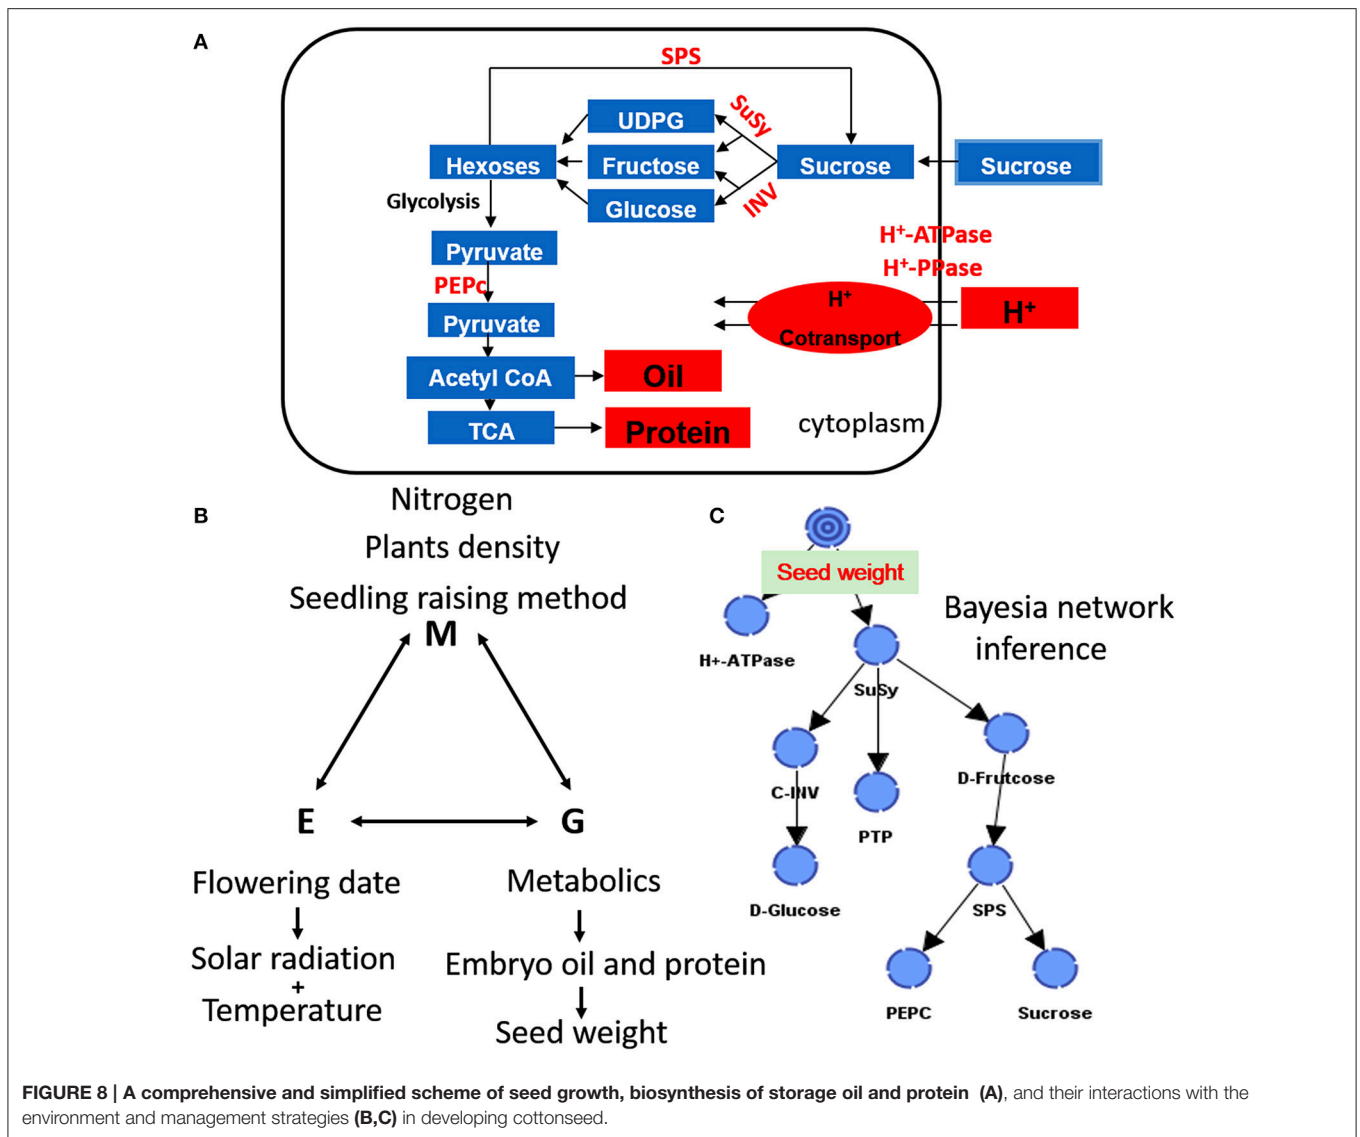 A
SPS
UDPG
SuSy
Hexoses
Fructose
Sucrose
Sucrose
Glycolysis
Glucose
INV
H⁺-ATPase
Pyruvate
H⁺-PPase
PEPc
H⁺
H⁺
Pyruvate
Cotransport
Acetyl CoA
Oil
TCA
Protein
cytoplasm
B
Nitrogen
Plants density
Seedling raising method
M
E
G
Flowering date
Metabolics
Solar radiation
+
Temperature
Embryo oil and protein
Seed weight
C
Seed weight
Bayesia network
inference
H+-ATPase
SuSy
C-INV
D-Frutcose
PTP
D-Glucose
SPS
PEPC
Sucrose
FIGURE 8 | A comprehensive and simplified scheme of seed growth, biosynthesis of storage oil and protein (A), and their interactions with the
environment and management strategies (B,C) in developing cottonseed.